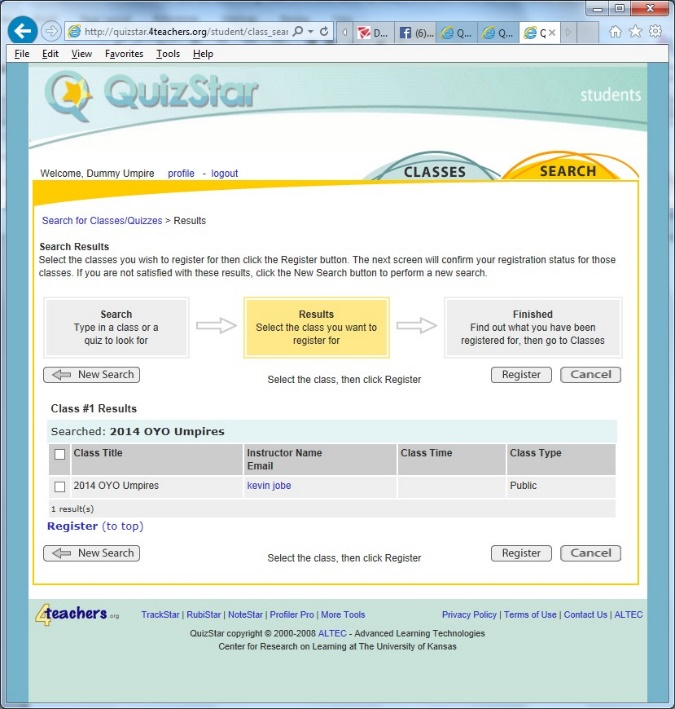 http://quizstar.4teachers.org/student/class_sear
D...
(6)...
Q...
Q...
Q
File Edit View Favorites Tools Help
QuizStar
students
Welcome, Dummy Umpire profile - logout
CLASSES
SEARCH
Search for Classes/Quizzes > Results
Search Results
Select the classes you wish to register for then click the Register button. The next screen will confirm your registration status for those
classes. If you are not satisfied with these results, click the New Search button to perform a new search.
Search
Type in a class or a
quiz to look for
Results
Select the class you want to
register for
Finished
Find out what you have been
registered for, then go to Classes
New Search
Select the class, then click Register
Register
Cancel
Class #1 Results
Searched: 2014 OYO Umpires
Class Title
Instructor Name
Email
Class Time
Class Type
2014 OYO Umpires
kevin jobe
Public
1 result(s)
Register (to top)
New Search
Select the class, then click Register
Register
Cancel
4teachers.org
TrackStar | RubiStar | NoteStar | Profiler Pro | More Tools
Privacy Policy | Terms of Use | Contact Us | ALTEC
QuizStar copyright © 2000-2008 ALTEC - Advanced Learning Technologies
Center for Research on Learning at The University of Kansas